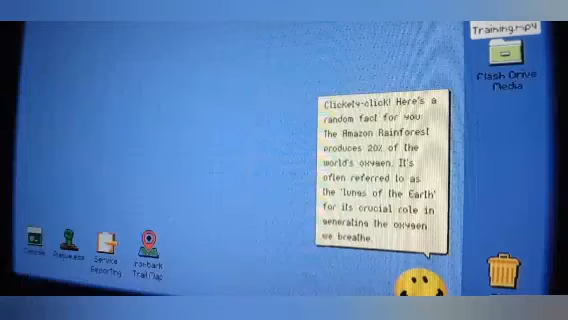 Training.mp4
Flash Drive
Media
Clickety-click! Here's a
random fact for you:
The Amazon Rainforest
produces 20% of the
world's oxygen. It's
often referred to as
the 'lungs of the Earth'
for its crucial role in
generating the oxygen
we breathe.
Console
Service
Reporting
Trail Map